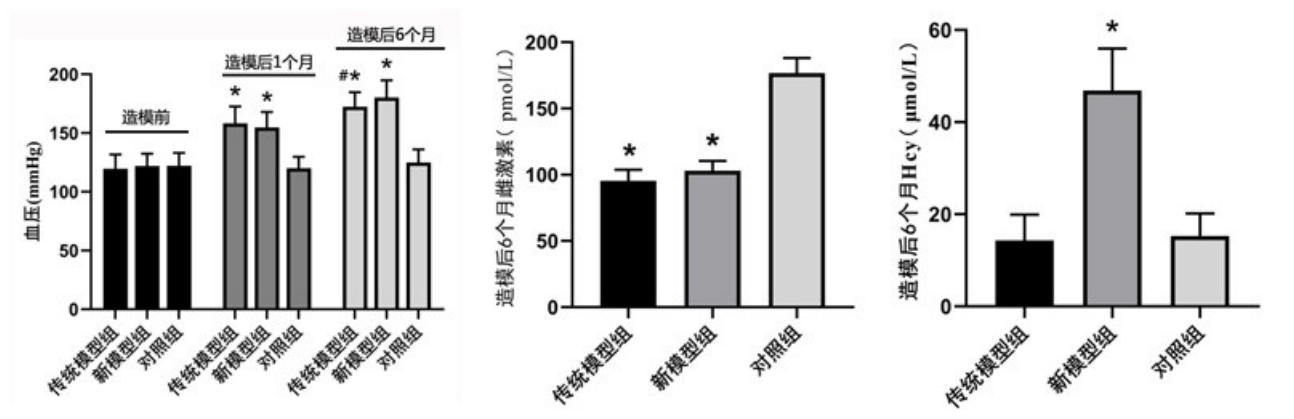 造模后6个月
造模后1个月
造模前
#*
*
*
*
血压(mmHg)
200
150
100
50
0
传统模型组
新模型组
对照组
传统模型组
新模型组
对照组
传统模型组
新模型组
对照组
造模后6个月雌激素( pmol/L)
200
150
100
50
0
*
*
传统模型组
新模型组
对照组
造模后6个月Hcy( μmol/L)
60
40
20
0
*
传统模型组
新模型组
对照组